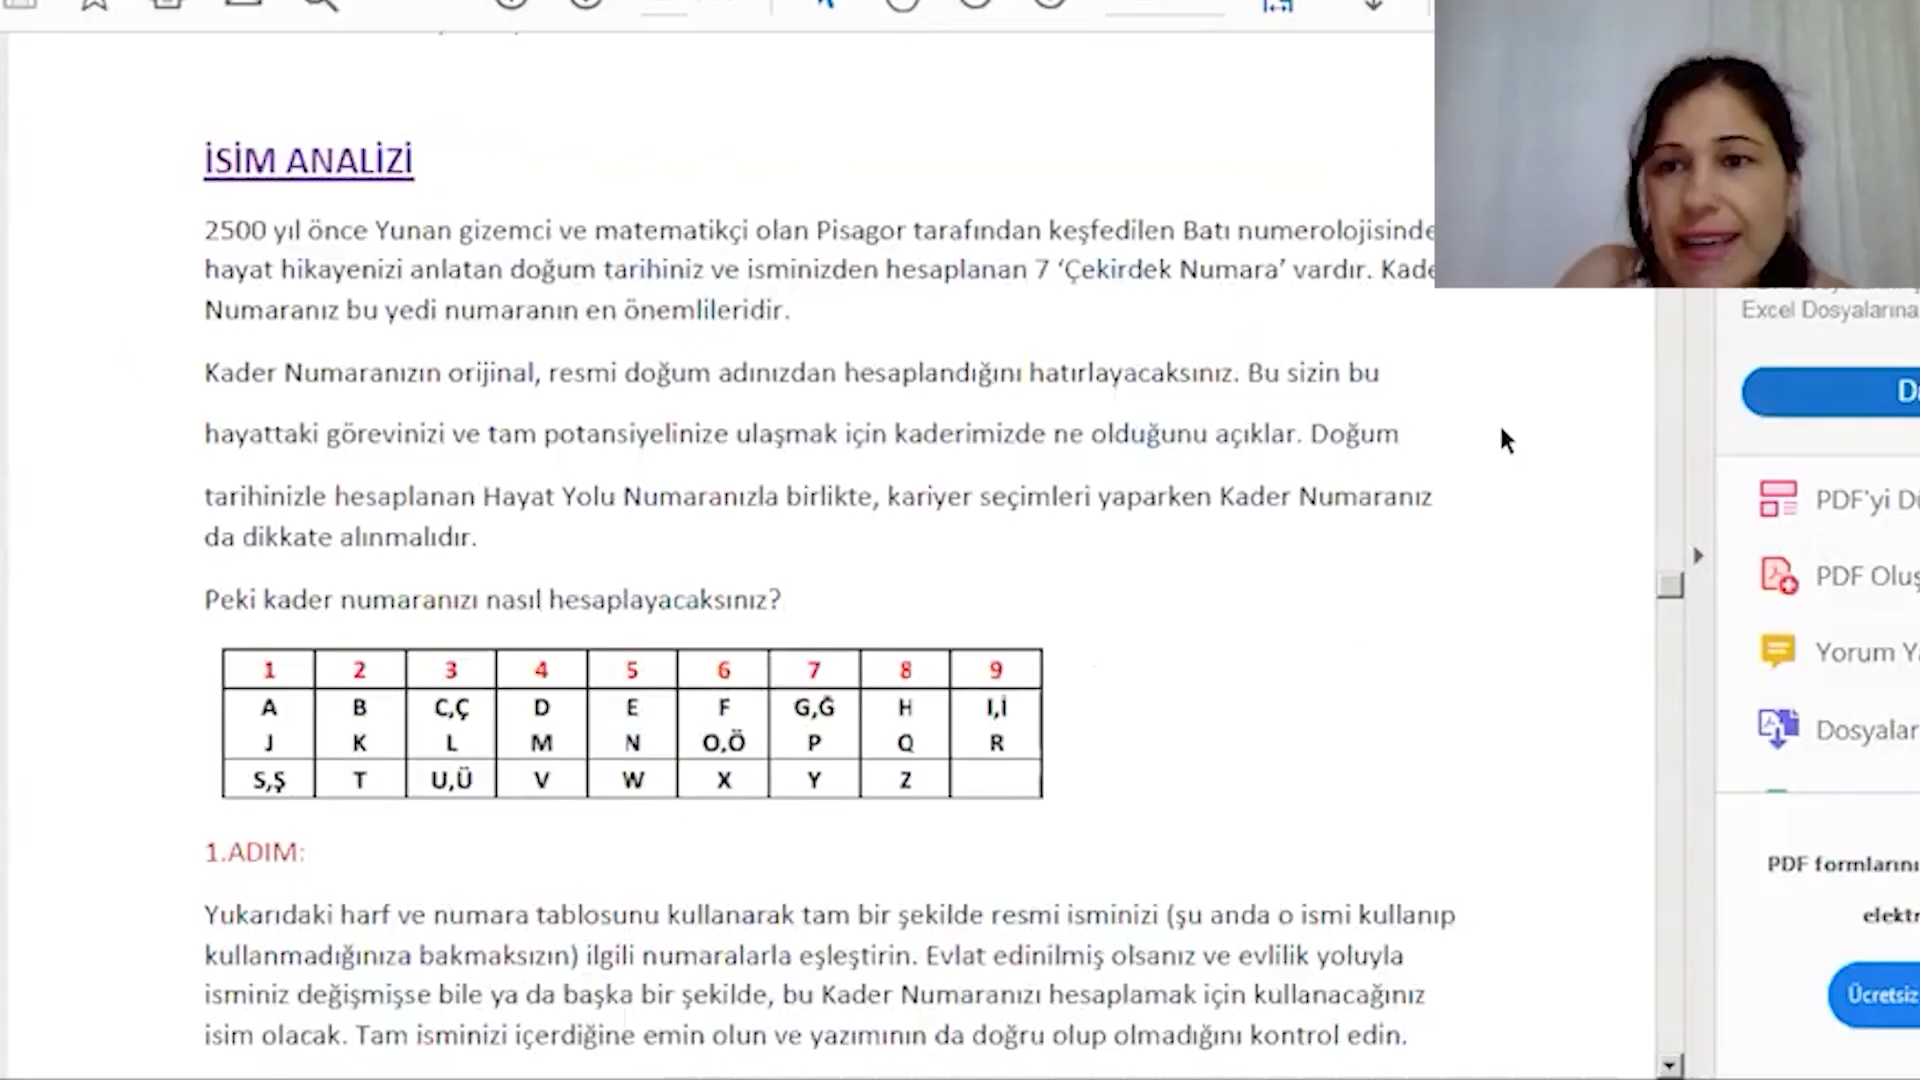 İSİM ANALİZİ
2500 yıl önce Yunan gizemci ve matematikçi olan Pisagor tarafından keşfedilen Batı numerolojisinde
hayat hikayenizi anlatan doğum tarihiniz ve isminizden hesaplanan 7 ‘Çekirdek Numara’ vardır. Kade
Numaranız bu yedi numaranın en önemlileridir.
Kader Numaranızın orijinal, resmi doğum adınızdan hesaplandığını hatırlayacaksınız. Bu sizin bu
hayattaki görevinizi ve tam potansiyelinize ulaşmak için kaderimizde ne olduğunu açıklar. Doğum
tarihinizle hesaplanan Hayat Yolu Numaranızla birlikte, kariyer seçimleri yaparken Kader Numaranız
da dikkate alınmalıdır.
Peki kader numaranızı nasıl hesaplayacaksınız?
1 2 3 4 5 6 7 8 9
A B C,Ç D E F G,Ğ H I,İ
J K L M N O,Ö P Q R
S,Ş T U,Ü V W X Y Z
1.ADIM:
Yukarıdaki harf ve numara tablosunu kullanarak tam bir şekilde resmi isminizi (şu anda o ismi kullanıp
kullanmadığınıza bakmaksızın) ilgili numaralarla eşleştirin. Evlat edinilmiş olsanız ve evlilik yoluyla
isminiz değişmişse bile ya da başka bir şekilde, bu Kader Numaranızı hesaplamak için kullanacağınız
isim olacak. Tam isminizi içerdiğine emin olun ve yazımının da doğru olup olmadığını kontrol edin.
Excel Dosyalarına
PDF'yi Dü
PDF Oluş
Yorum Ya
Dosyalar
PDF formlarını
elektr
Ücretsiz